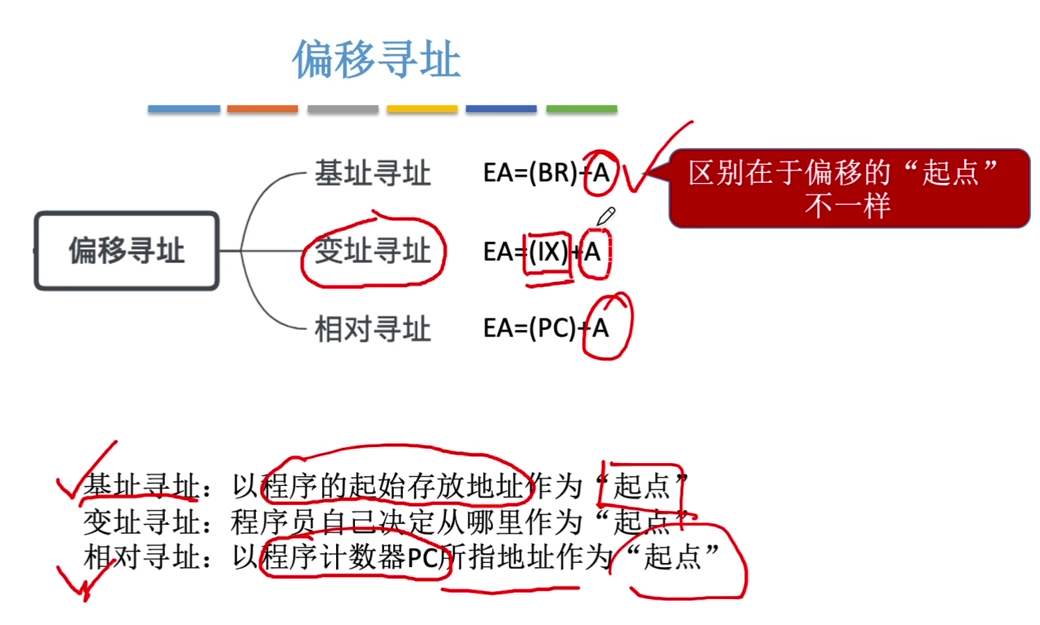 偏移寻址
基址寻址 EA=(BR)+A
区别在于偏移的“起点”
不一样
偏移寻址
变址寻址 EA=(IX)+A
相对寻址 EA=(PC)+A
基址寻址：以程序的起始存放地址作为“起点”
变址寻址：程序员自己决定从哪里作为“起点”
相对寻址：以程序计数器PC所指地址作为“起点”